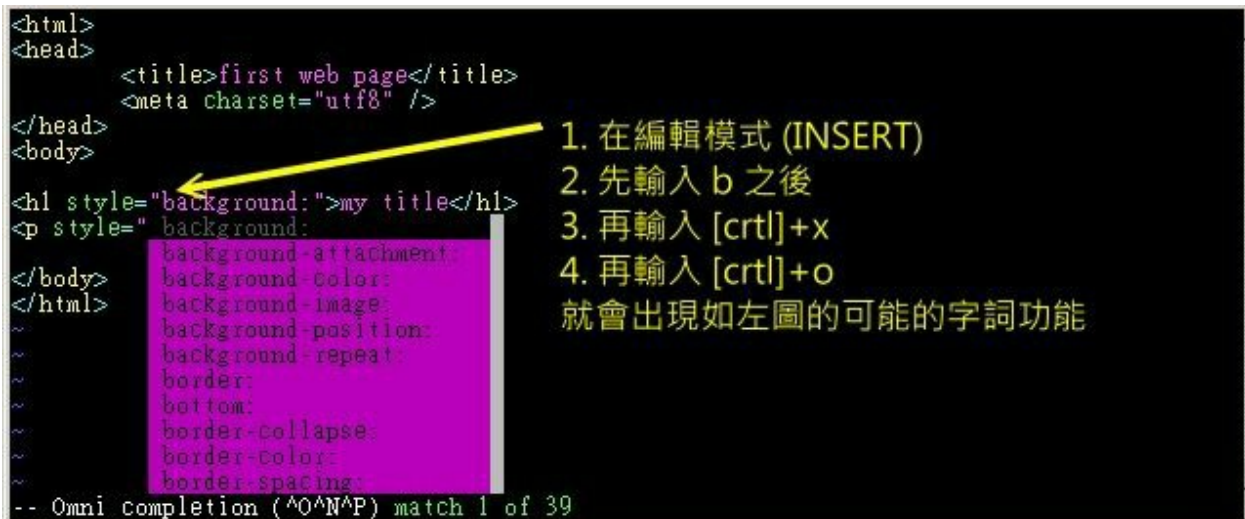 <html>
<head>
<title>first web page</title>
<meta charset="utf8" />
</head>
<body>
<h1 style="background:">my title</h1>
<p style=" background:
background-attachment:
</body> background-color:
</html> background-image:
~ background-position:
~ background-repeat:
~ border:
~ bottom:
~ border-collapse:
~ border-color:
~ border-spacing:
-- Omni completion (^O^N^P) match 1 of 39
1. 在編輯模式 (INSERT)
2. 先輸入 b 之後
3. 再輸入 [crtl]+x
4. 再輸入 [crtl]+o
就會出現如左圖的可能的字詞功能